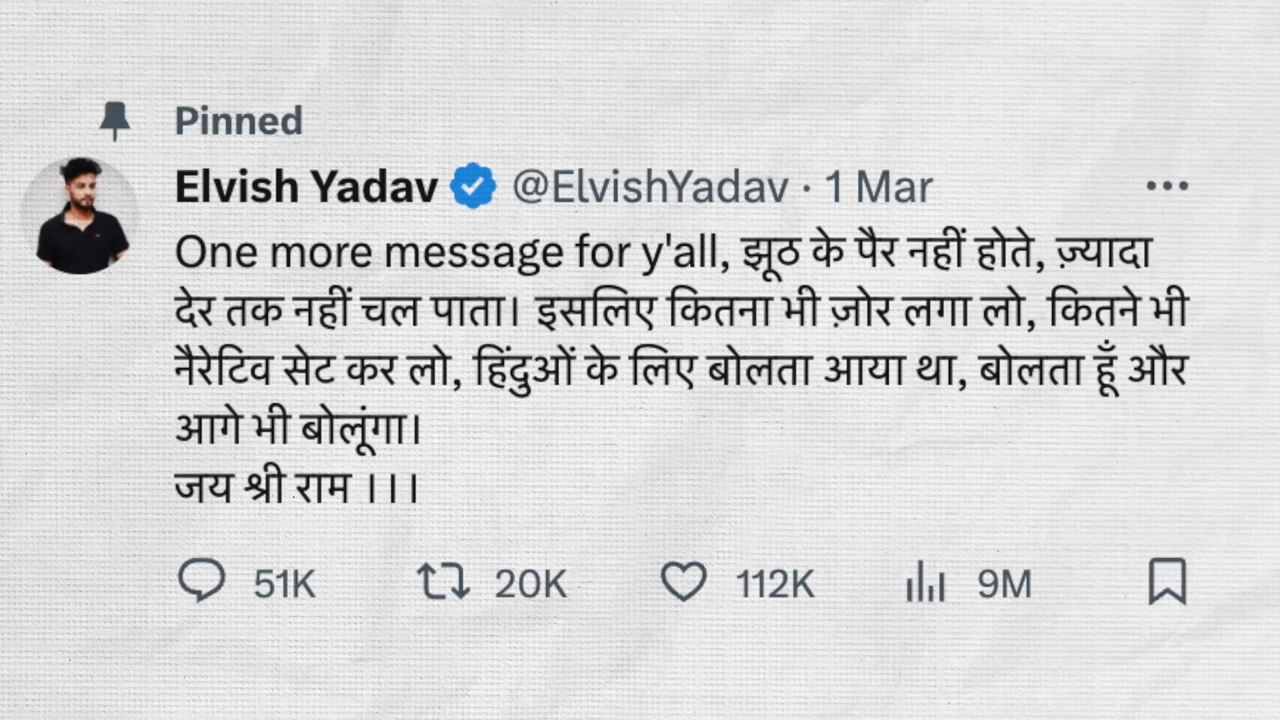 Pinned
Elvish Yadav @ElvishYadav · 1 Mar
One more message for y'all, झूठ के पैर नहीं होते, ज़्यादा
देर तक नहीं चल पाता। इसलिए कितना भी ज़ोर लगा लो, कितने भी
नैरेटिव सेट कर लो, हिंदुओं के लिए बोलता आया था, बोलता हूँ और
आगे भी बोलूंगा।
जय श्री राम ।।।
51K 20K 112K 9M